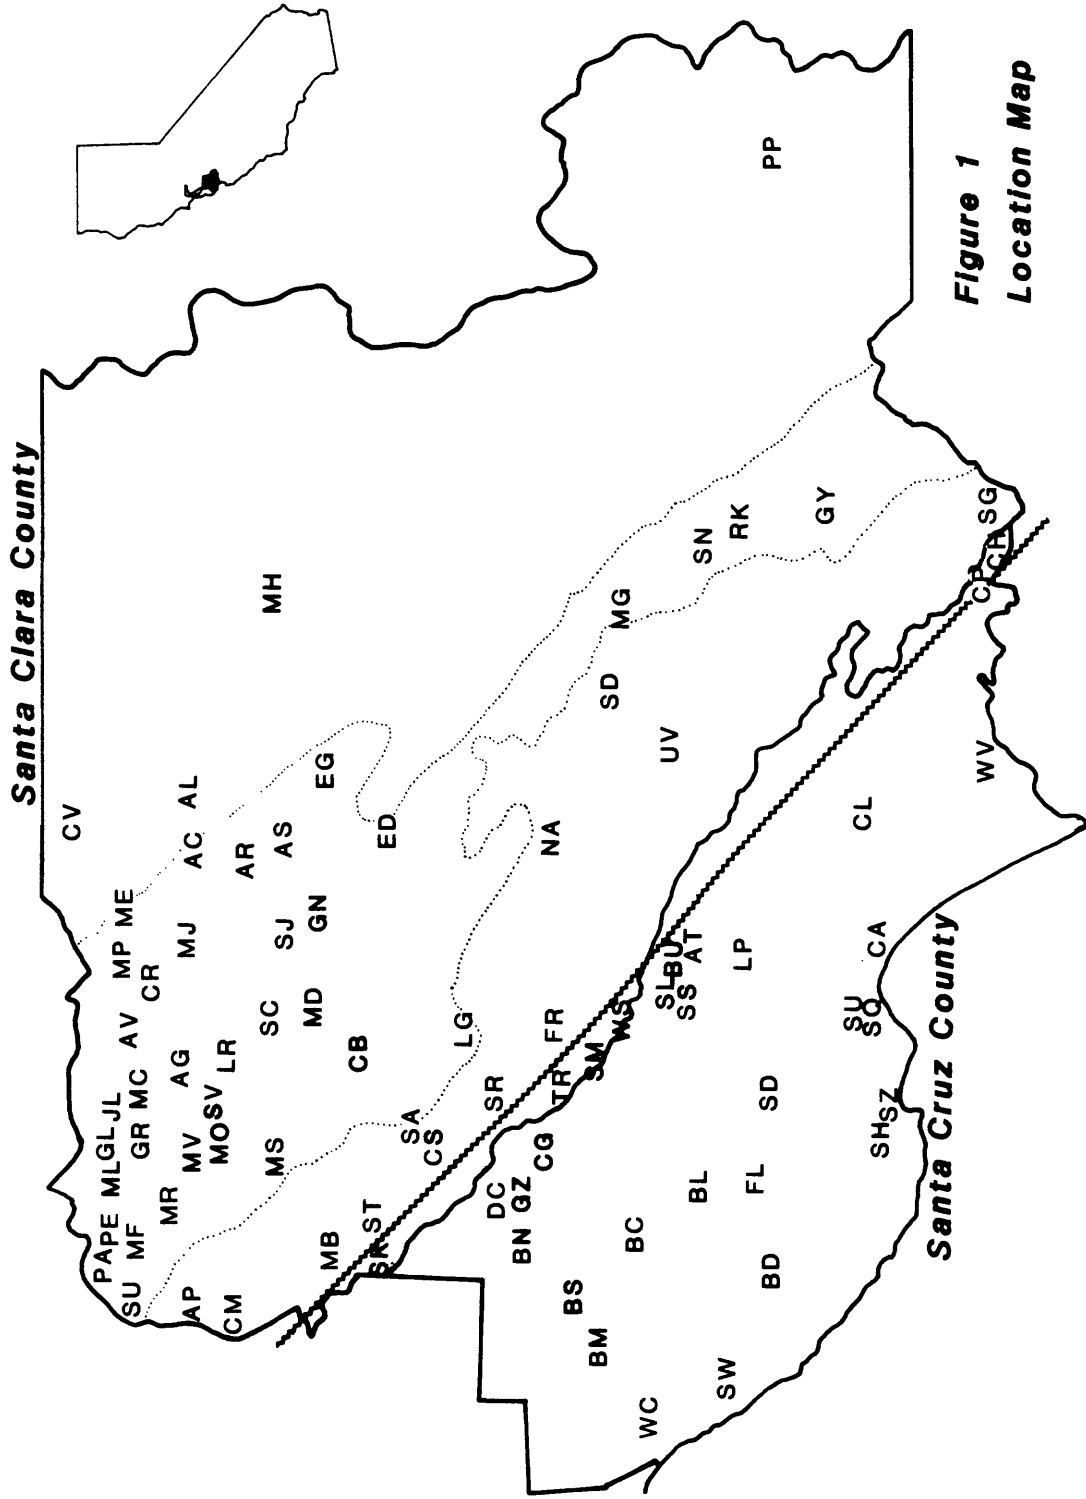 Santa Clara County
CV
PA PE ML GL JL
SU MF GR MC AV MP ME
CR
MR MV AG MJ
AP AC AL
MO SV LR
CM AR
MS SC SJ AS MH
MD GN EG
MB
CB
ST ED
SK
SA
CS
LG
DC SR
BN GZ
CG NA
TR FR
BS
BM SM SD
BC WS MG
WC SL BU UV
BL SS AT SN
SW RK
FL LP
BD SD PP
GY
SU CL
SH SQ CA
SZ
Santa Cruz County
Figure 1
CP WV SG
CH
Location Map